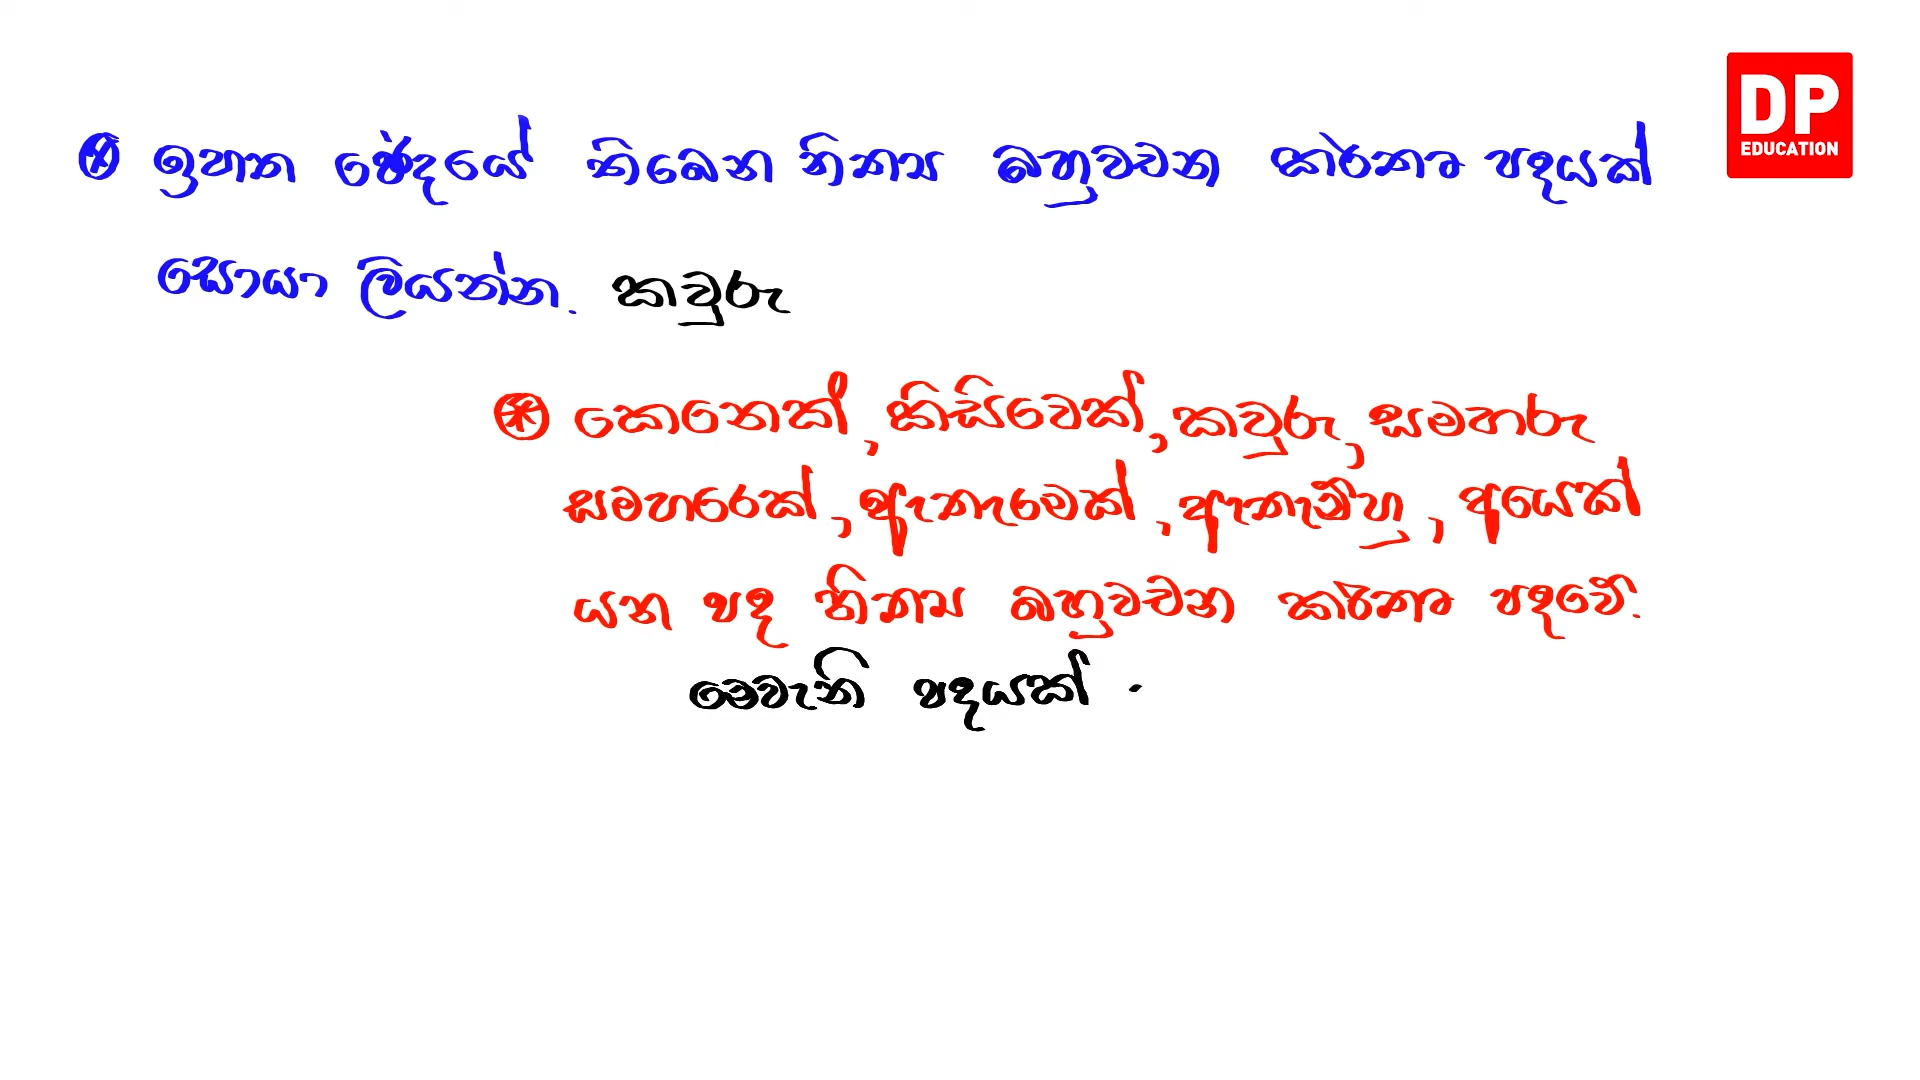 DP
EDUCATION
ඉහත ඡේදයේ තිබෙන නිත්‍ය බහුවචන කර්තෘ පදයක්
සොයා ලියන්න. කවුරු
* කෙනෙක්, කිසිවෙක්, කවුරු, සමහරු
සමහරෙක්, ඇතැමෙක්, ඇතැම්හු, අයෙක්
යන පද නිත්‍ය බහුවචන කර්තෘ පදවේ.
මෙවැනි පදයක් .